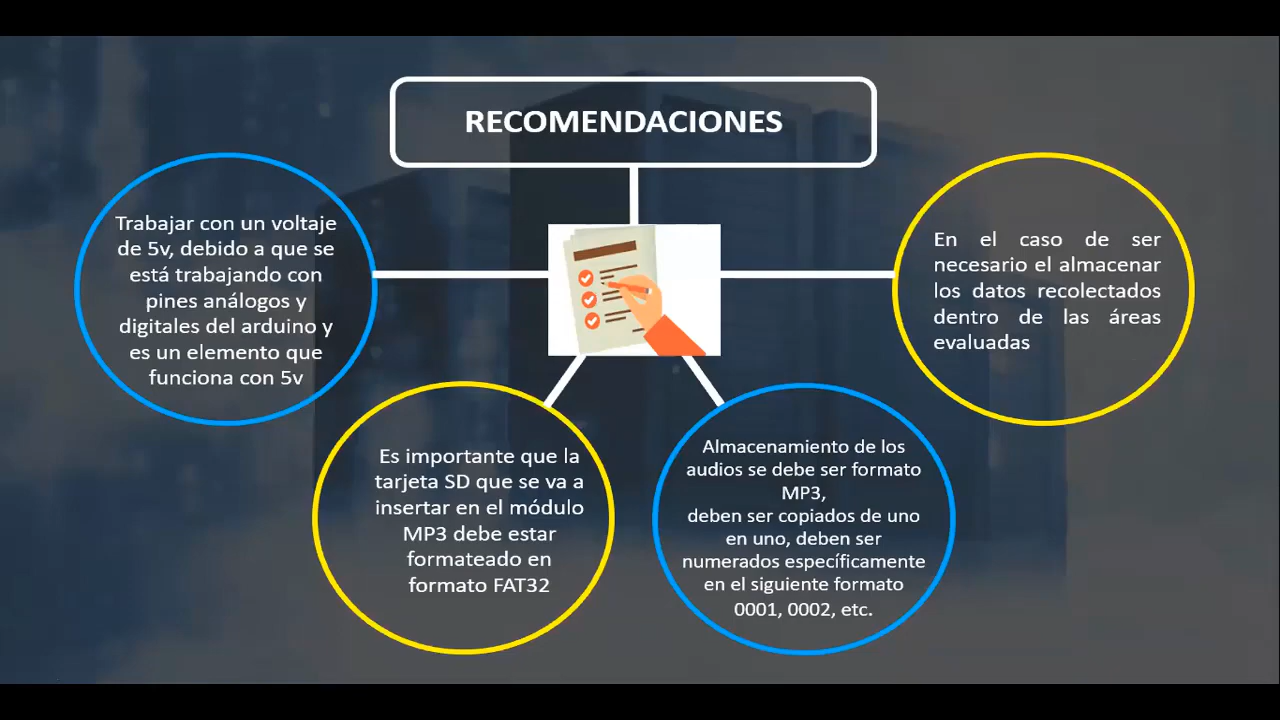 RECOMENDACIONES
Trabajar con un voltaje
de 5v, debido a que se
está trabajando con
pines análogos y
digitales del arduino y
es un elemento que
funciona con 5v
Es importante que la
tarjeta SD que se va a
insertar en el módulo
MP3 debe estar
formateado en
formato FAT32
Almacenamiento de los
audios se debe ser formato
MP3,
deben ser copiados de uno
en uno, deben ser
numerados específicamente
en el siguiente formato
0001, 0002, etc.
En el caso de ser
necesario el almacenar
los datos recolectados
dentro de las áreas
evaluadas